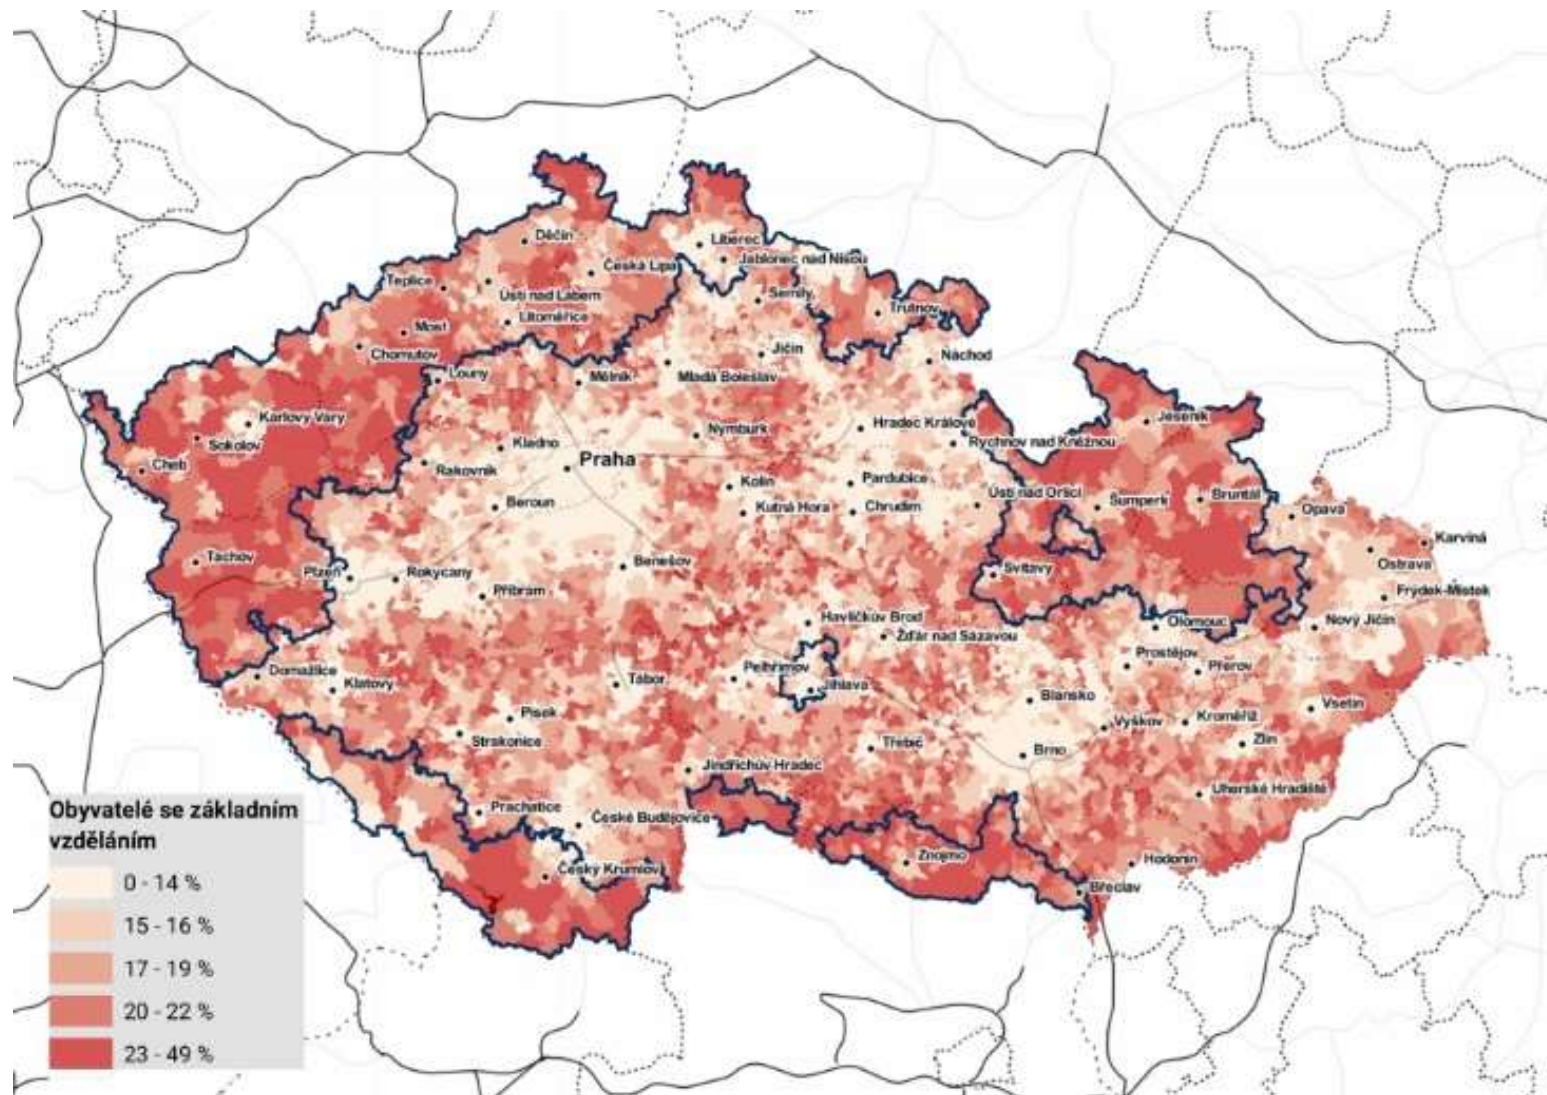 Děčín
Liberec
Jablonec nad Nisou
Česká Lípa
Teplice
Ústí nad Labem
Semily
Trutnov
Litoměřice
Most
Chomutov
Jičín
Náchod
Louny
Mělník
Mladá Boleslav
Karlovy Vary
Sokolov
Cheb
Kladno
Nymburk
Hradec Králové
Rychnov nad Kněžnou
Jeseník
Praha
Rakovník
Kolín
Pardubice
Beroun
Kutná Hora
Chrudim
Ústí nad Orlicí
Šumperk
Bruntál
Opava
Karviná
Ostrava
Tachov
Plzeň
Rokycany
Benešov
Svitavy
Příbram
Frýdek-Místek
Havlíčkův Brod
Olomouc
Nový Jičín
Žďár nad Sázavou
Prostějov
Přerov
Domažlice
Klatovy
Tábor
Pelhřimov
Jihlava
Blansko
Vsetín
Písek
Vyškov
Kroměříž
Strakonice
Třebíč
Brno
Zlín
Jindřichův Hradec
Uherské Hradiště
Prachatice
České Budějovice
Český Krumlov
Znojmo
Hodonín
Břeclav
Obyvatelé se základním
vzděláním
0 - 14 %
15 - 16 %
17 - 19 %
20 - 22 %
23 - 49 %